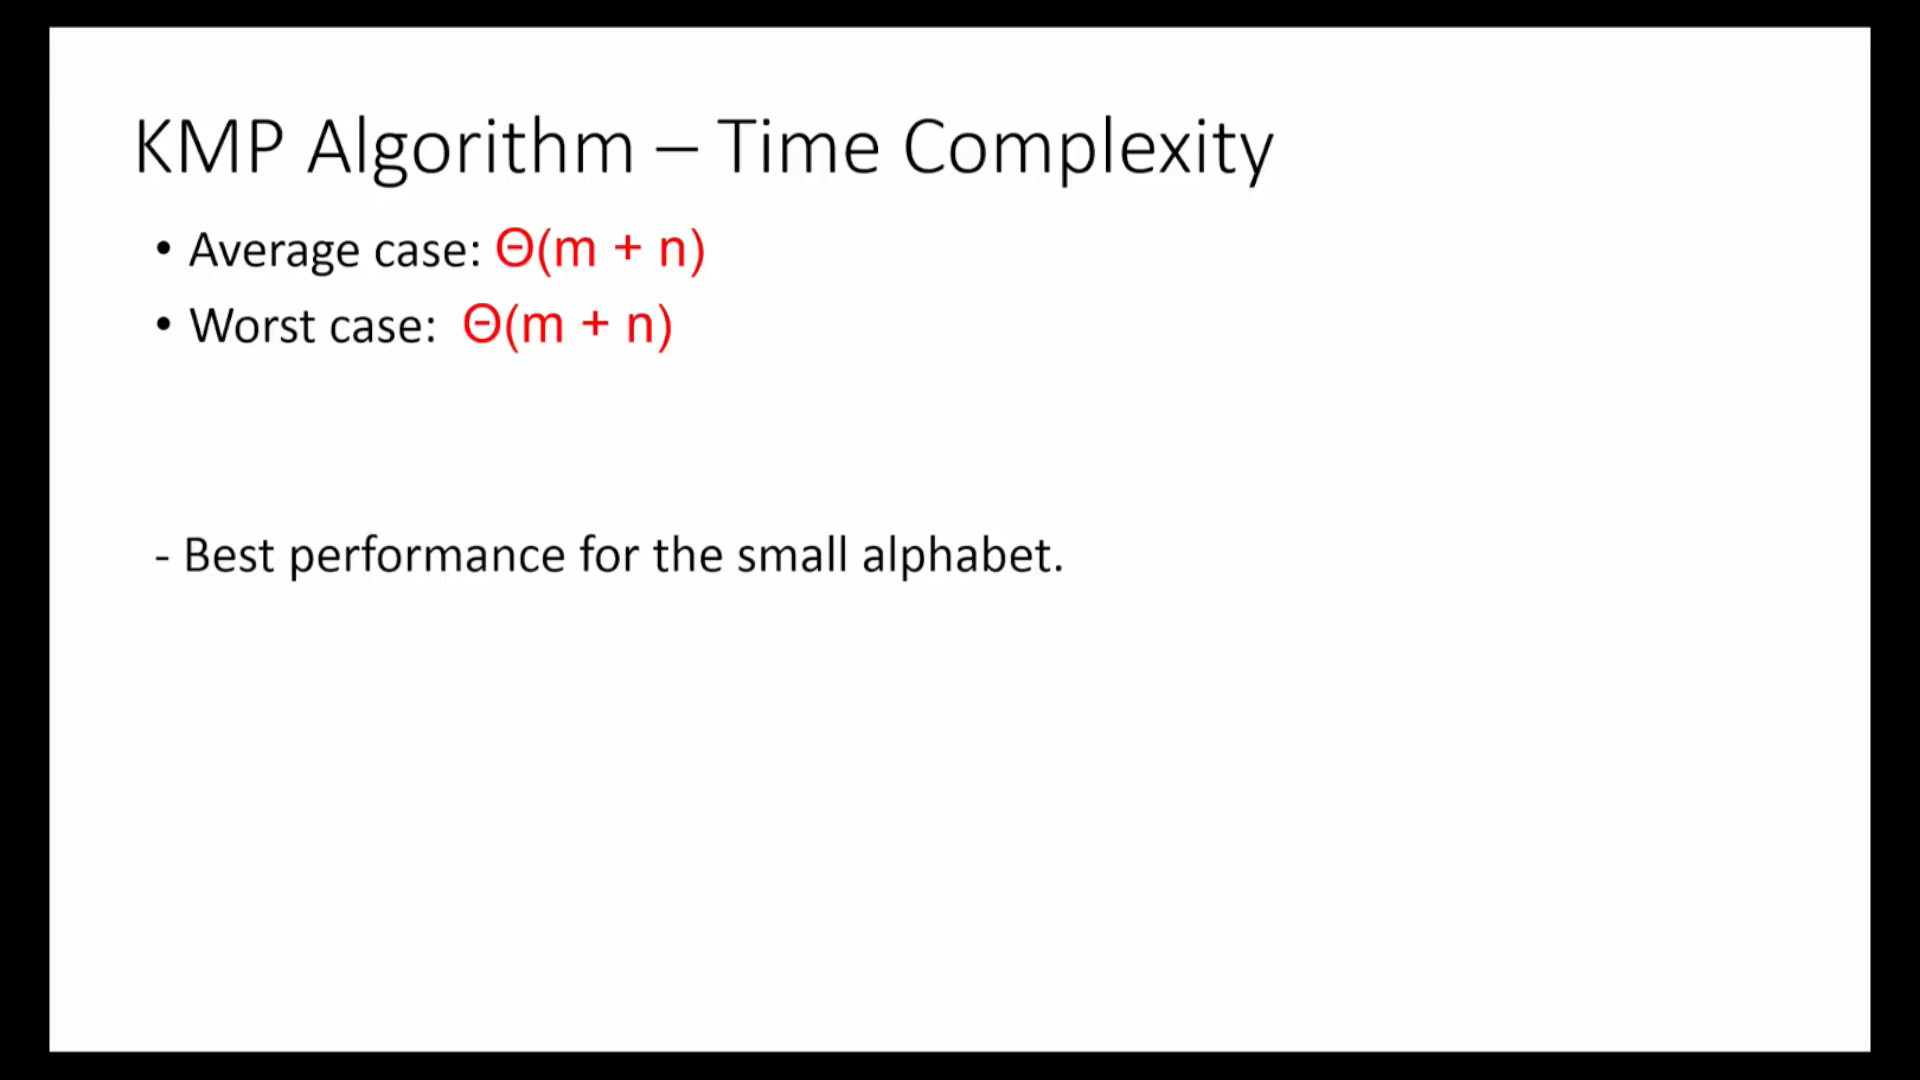 KMP Algorithm – Time Complexity
• Average case: Θ(m + n)
• Worst case: Θ(m + n)
- Best performance for the small alphabet.